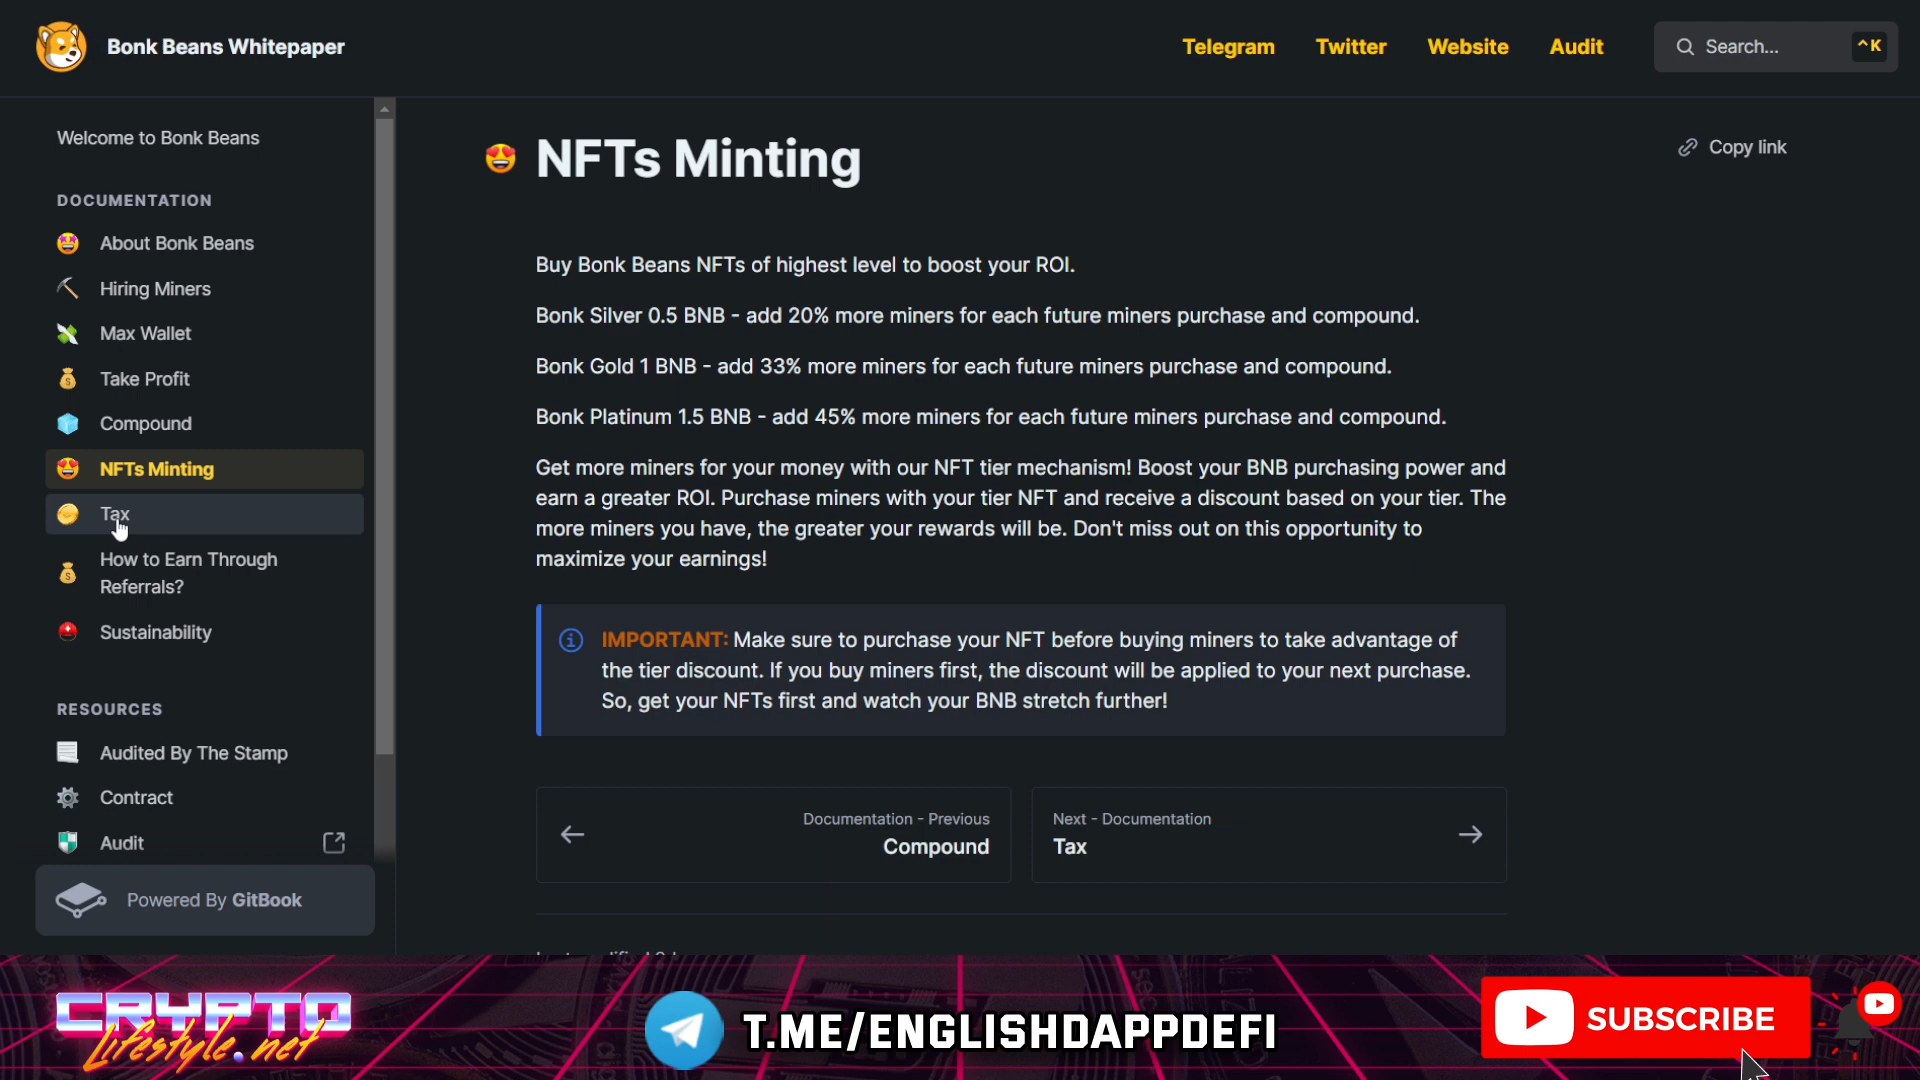 Bonk Beans Whitepaper
Telegram
Twitter
Website
Audit
Search...
^K
Welcome to Bonk Beans
DOCUMENTATION
About Bonk Beans
Hiring Miners
Max Wallet
Take Profit
Compound
NFTs Minting
Tax
How to Earn Through
Referrals?
Sustainability
RESOURCES
Audited By The Stamp
Contract
Audit
Powered By GitBook
NFTs Minting
Copy link
Buy Bonk Beans NFTs of highest level to boost your ROI.
Bonk Silver 0.5 BNB - add 20% more miners for each future miners purchase and compound.
Bonk Gold 1 BNB - add 33% more miners for each future miners purchase and compound.
Bonk Platinum 1.5 BNB - add 45% more miners for each future miners purchase and compound.
Get more miners for your money with our NFT tier mechanism! Boost your BNB purchasing power and
earn a greater ROI. Purchase miners with your tier NFT and receive a discount based on your tier. The
more miners you have, the greater your rewards will be. Don't miss out on this opportunity to
maximize your earnings!
IMPORTANT: Make sure to purchase your NFT before buying miners to take advantage of
the tier discount. If you buy miners first, the discount will be applied to your next purchase.
So, get your NFTs first and watch your BNB stretch further!
Documentation - Previous
Compound
Next - Documentation
Tax
CRYPTO
Lifestyle.net
T.ME/ENGLISHDAPPDEFI
SUBSCRIBE